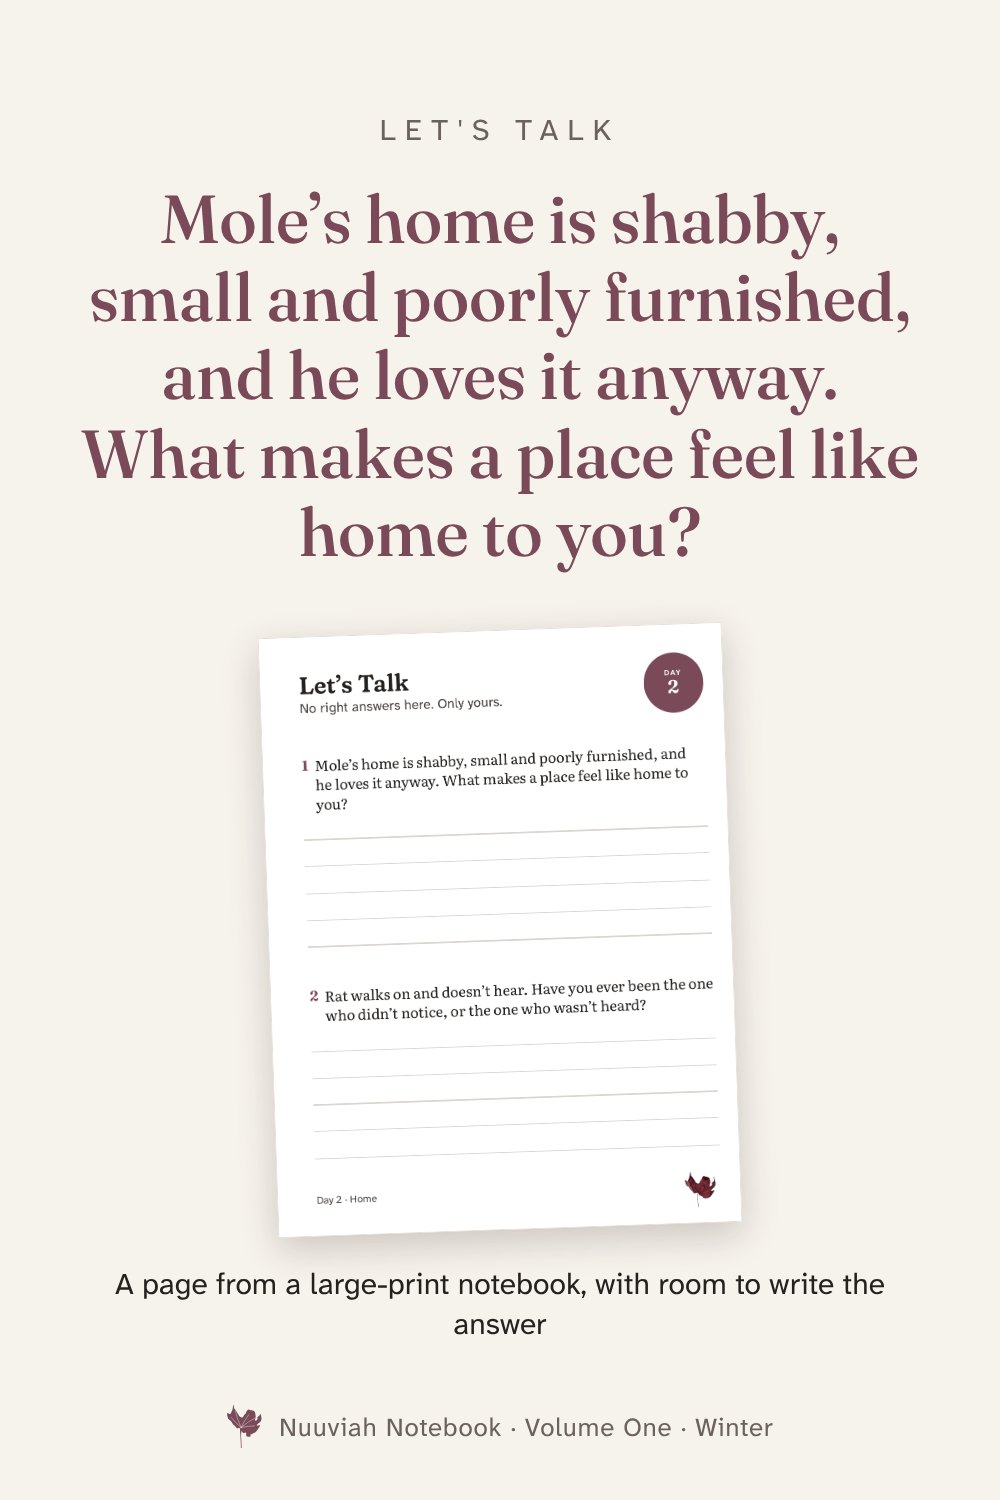 LET'S TALK
Mole’s home is shabby,
small and poorly furnished,
and he loves it anyway.
What makes a place feel like
home to you?
Let’s Talk
No right answers here. Only yours.
DAY
2
1 Mole’s home is shabby, small and poorly furnished, and
he loves it anyway. What makes a place feel like home to
you?
2 Rat walks on and doesn’t hear. Have you ever been the one
who didn’t notice, or the one who wasn’t heard?
Day 2 · Home
A page from a large-print notebook, with room to write the
answer
Nuuviah Notebook · Volume One · Winter